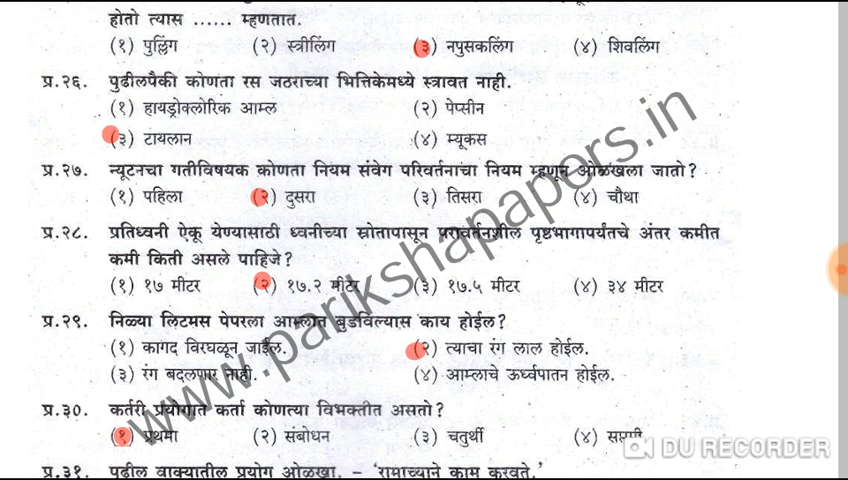 होतो त्यास ...... म्हणतात.
(१) पुल्लिंग (२) स्त्रीलिंग (३) नपुसकलिंग (४) शिवलिंग
प्र.२६. पुढीलपैकी कोणता रस जठराच्या भित्तिकेमध्ये स्त्रावत नाही.
(१) हायड्रोक्लोरिक आम्ल (२) पेप्सीन
(३) टायलान (४) म्यूकस
प्र.२७. न्यूटनचा गतीविषयक कोणता नियम संवेग परिवर्तनाचा नियम म्हणून ओळखला जातो?
(१) पहिला (२) दुसरा (३) तिसरा (४) चौथा
प्र.२८. प्रतिध्वनी ऐकू येण्यासाठी ध्वनीच्या स्रोतापासून परावर्तनशील पृष्ठभागापर्यंतचे अंतर कमीत
कमी किती असले पाहिजे?
(१) १७ मीटर (२) १७.२ मीटर (३) १७.५ मीटर (४) ३४ मीटर
प्र.२९. निळ्या लिटमस पेपरला आम्लात बुडविल्यास काय होईल?
(१) कागद विरघळून जाईल. (२) त्याचा रंग लाल होईल.
(३) रंग बदलणार नाही. (४) आम्लाचे ऊर्ध्वपातन होईल.
प्र.३०. कर्तरी प्रयोगात कर्ता कोणत्या विभक्तीत असतो?
(१) प्रथमा (२) संबोधन (३) चतुर्थी (४) सप्तमी
प्र.३१. पुढील वाक्यातील प्रयोग ओळखा. – 'रामाच्याने काम करवते.'
www.parikshapapers.in
DU RECORDER